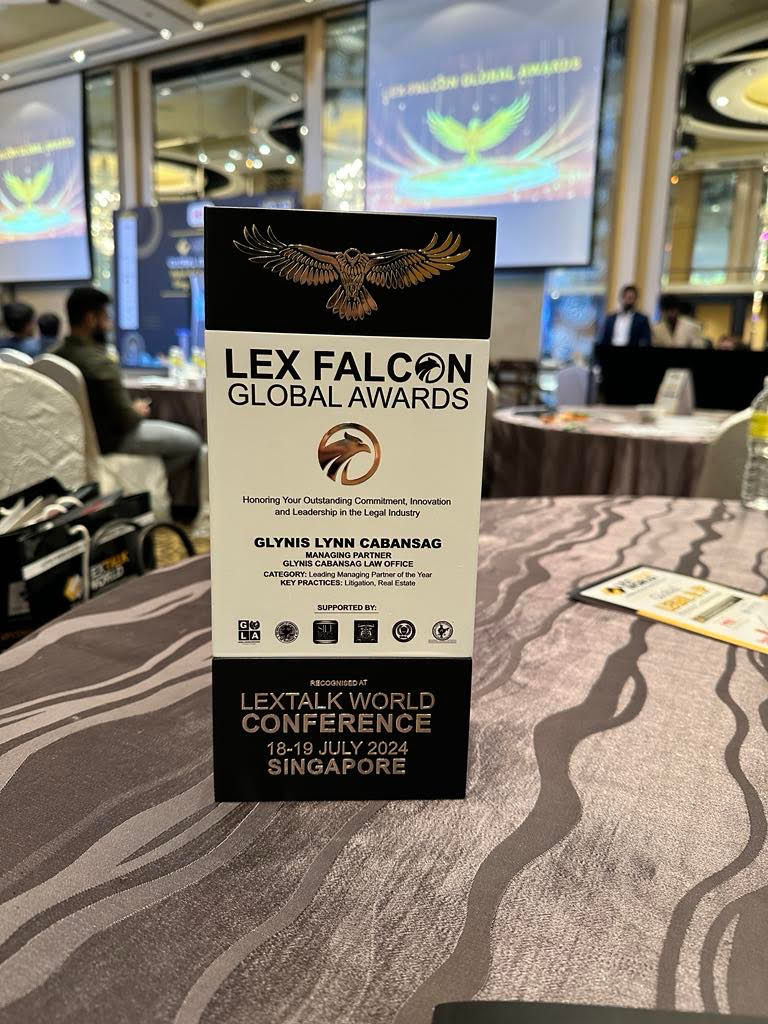 LEX FALCON GLOBAL AWARDS
LEX FALCON
GLOBAL AWARDS
Honoring Your Outstanding Commitment, Innovation
and Leadership in the Legal Industry
GLYNIS LYNN CABANSAG
MANAGING PARTNER
GLYNIS CABANSAG LAW OFFICE
CATEGORY: Leading Managing Partner of the Year
KEY PRACTICES: Litigation, Real Estate
SUPPORTED BY:
RECOGNISED AT
LEXTALK WORLD
CONFERENCE
18-19 JULY 2024
SINGAPORE
LEXTALK
WORLD